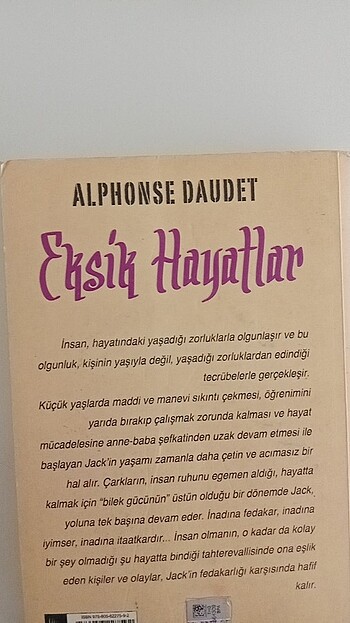 ALPHONSE DAUDET
Eksik Hayatlar
İnsan, hayatındaki yaşadığı zorluklarla olgunlaşır ve bu
olgunluk, kişinin yaşıyla değil, yaşadığı zorluklardan edindiği
tecrübelerle gerçekleşir.
Küçük yaşlarda maddi ve manevi sıkıntı çekmesi, öğrenimini
yarıda bırakıp çalışmak zorunda kalması ve hayat
mücadelesine anne-baba şefkatinden uzak devam etmesi ile
başlayan Jack'in yaşamı zamanla daha çetin ve acımasız bir
hal alır. Çarkların, insan ruhunu egemen aldığı, hayatta
kalmak için "bilek gücünün" üstün olduğu bir dönemde Jack,
yoluna tek başına devam eder. İnadına fedakar, inadına
iyimser, inadına itaatkardır... İnsan olmanın, o kadar da kolay
bir şey olmadığı şu hayatta bindiği tahterevallisinde ona eşlik
eden kişiler ve olaylar, Jack'in fedakarlığı karşısında hafif
kalır.